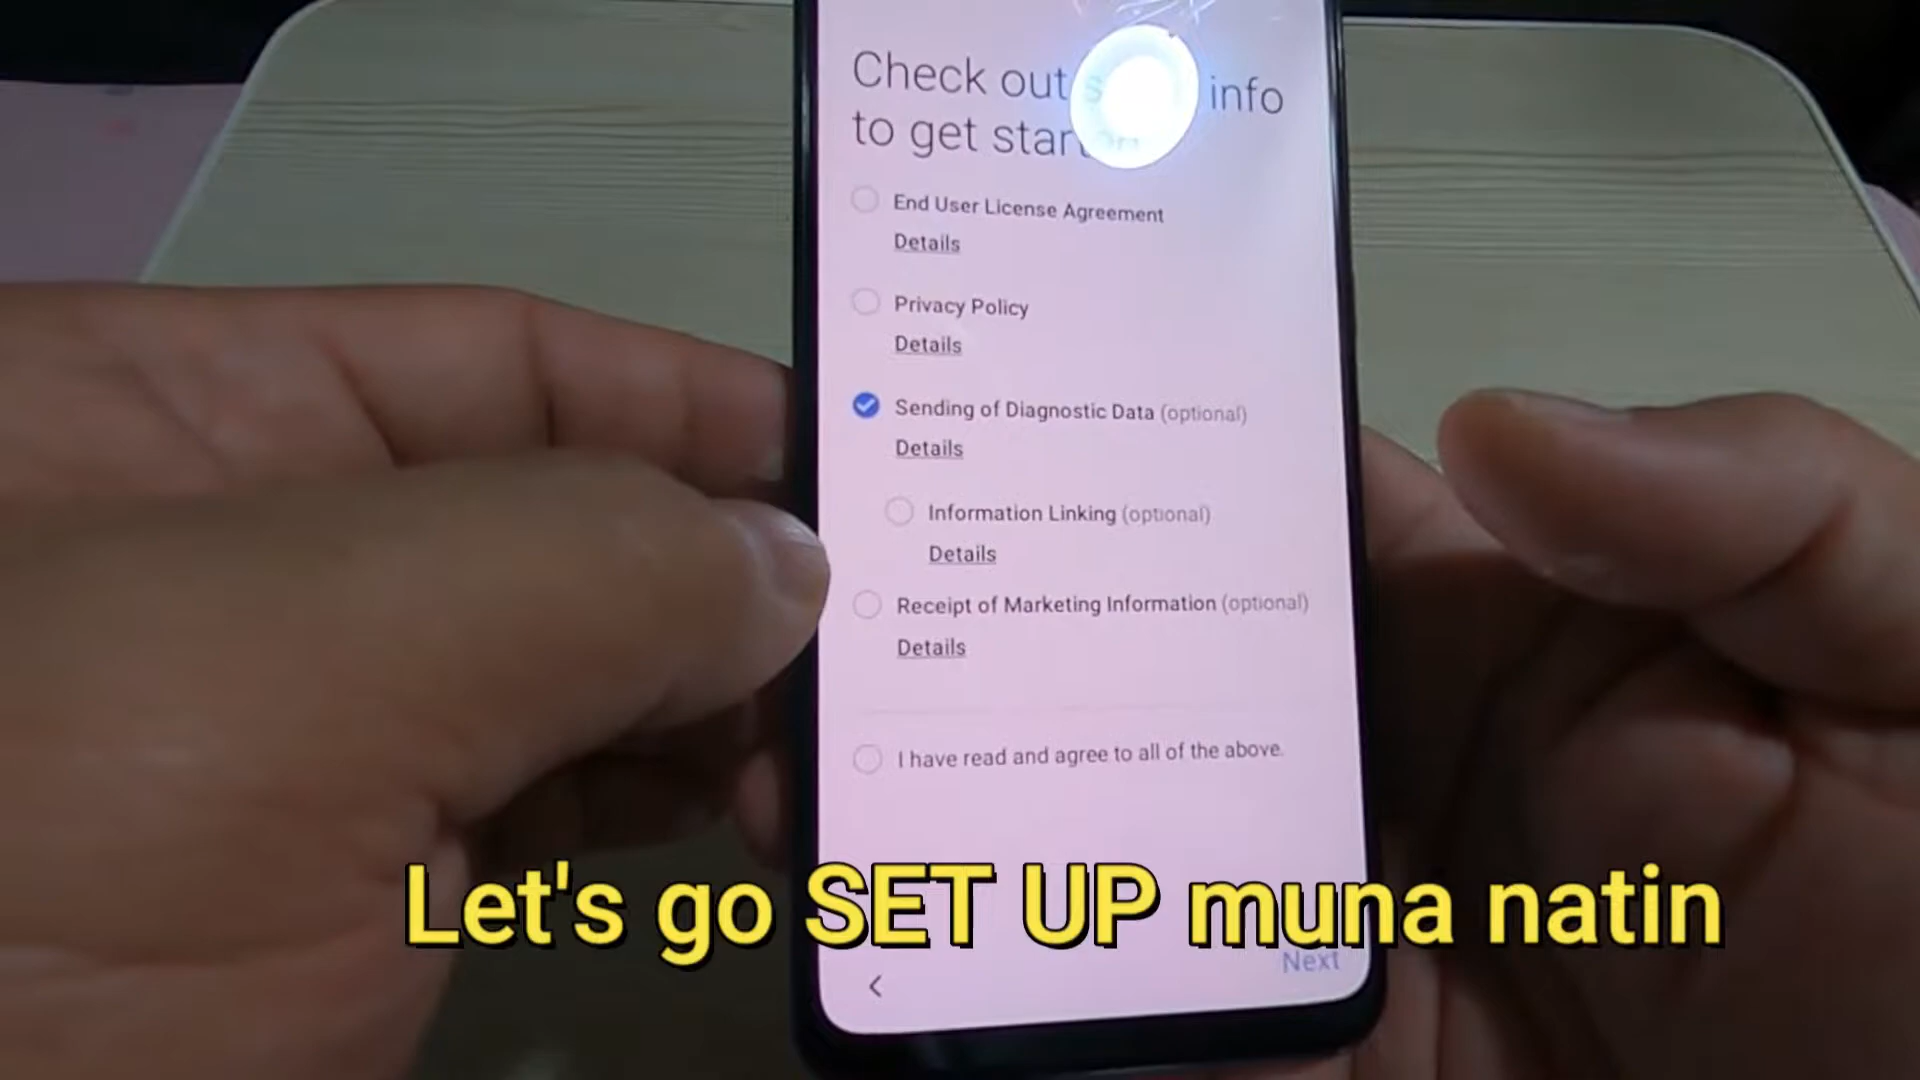 Check out info
to get
End User License Agreement
Details
Privacy Policy
Details
Sending of Diagnostic Data (optional)
Details
Information Linking (optional)
Details
Receipt of Marketing Information (optional)
Details
I have read and agree to all of the above.
Let's go SET UP muna natin
Next